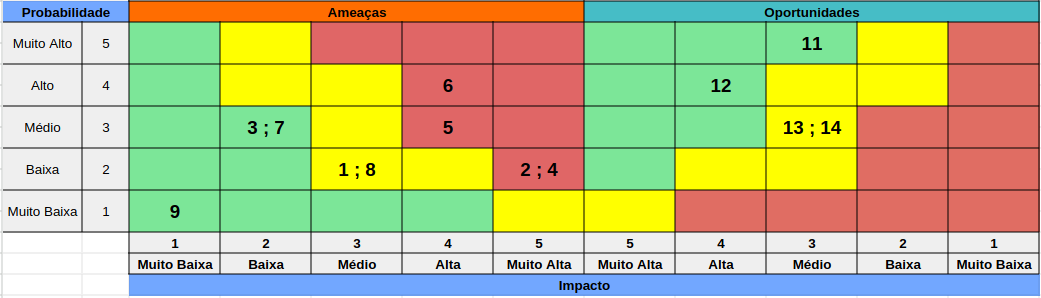 Probabilidade Ameaças Oportunidades
Muito Alto 5 11
Alto 4 6 12
Médio 3 3 ; 7 5 13 ; 14
Baixa 2 1 ; 8 2 ; 4
Muito Baixa 1 9
1 2 3 4 5 5 4 3 2 1
Muito Baixa Baixa Médio Alta Muito Alta Muito Alta Alta Médio Baixa Muito Baixa
Impacto